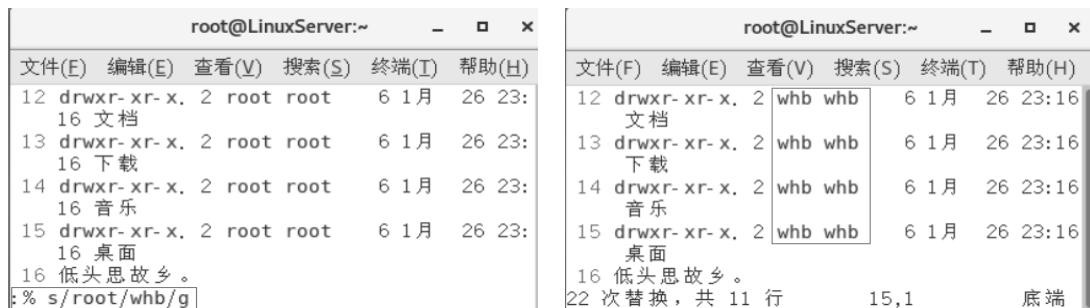 root@LinuxServer:~
文件(F) 编辑(E) 查看(V) 搜索(S) 终端(T) 帮助(H)
12 drwxr-xr-x. 2 root root 6 1月 26 23:
16 文档
13 drwxr-xr-x. 2 root root 6 1月 26 23:
16 下载
14 drwxr-xr-x. 2 root root 6 1月 26 23:
16 音乐
15 drwxr-xr-x. 2 root root 6 1月 26 23:
16 桌面
16 低头思故乡。
:% s/root/whb/g
root@LinuxServer:~
文件(F) 编辑(E) 查看(V) 搜索(S) 终端(T) 帮助(H)
12 drwxr-xr-x. 2 whb whb 6 1月 26 23:16
文档
13 drwxr-xr-x. 2 whb whb 6 1月 26 23:16
下载
14 drwxr-xr-x. 2 whb whb 6 1月 26 23:16
音乐
15 drwxr-xr-x. 2 whb whb 6 1月 26 23:16
桌面
16 低头思故乡。
22 次替换，共 11 行 15,1 底端